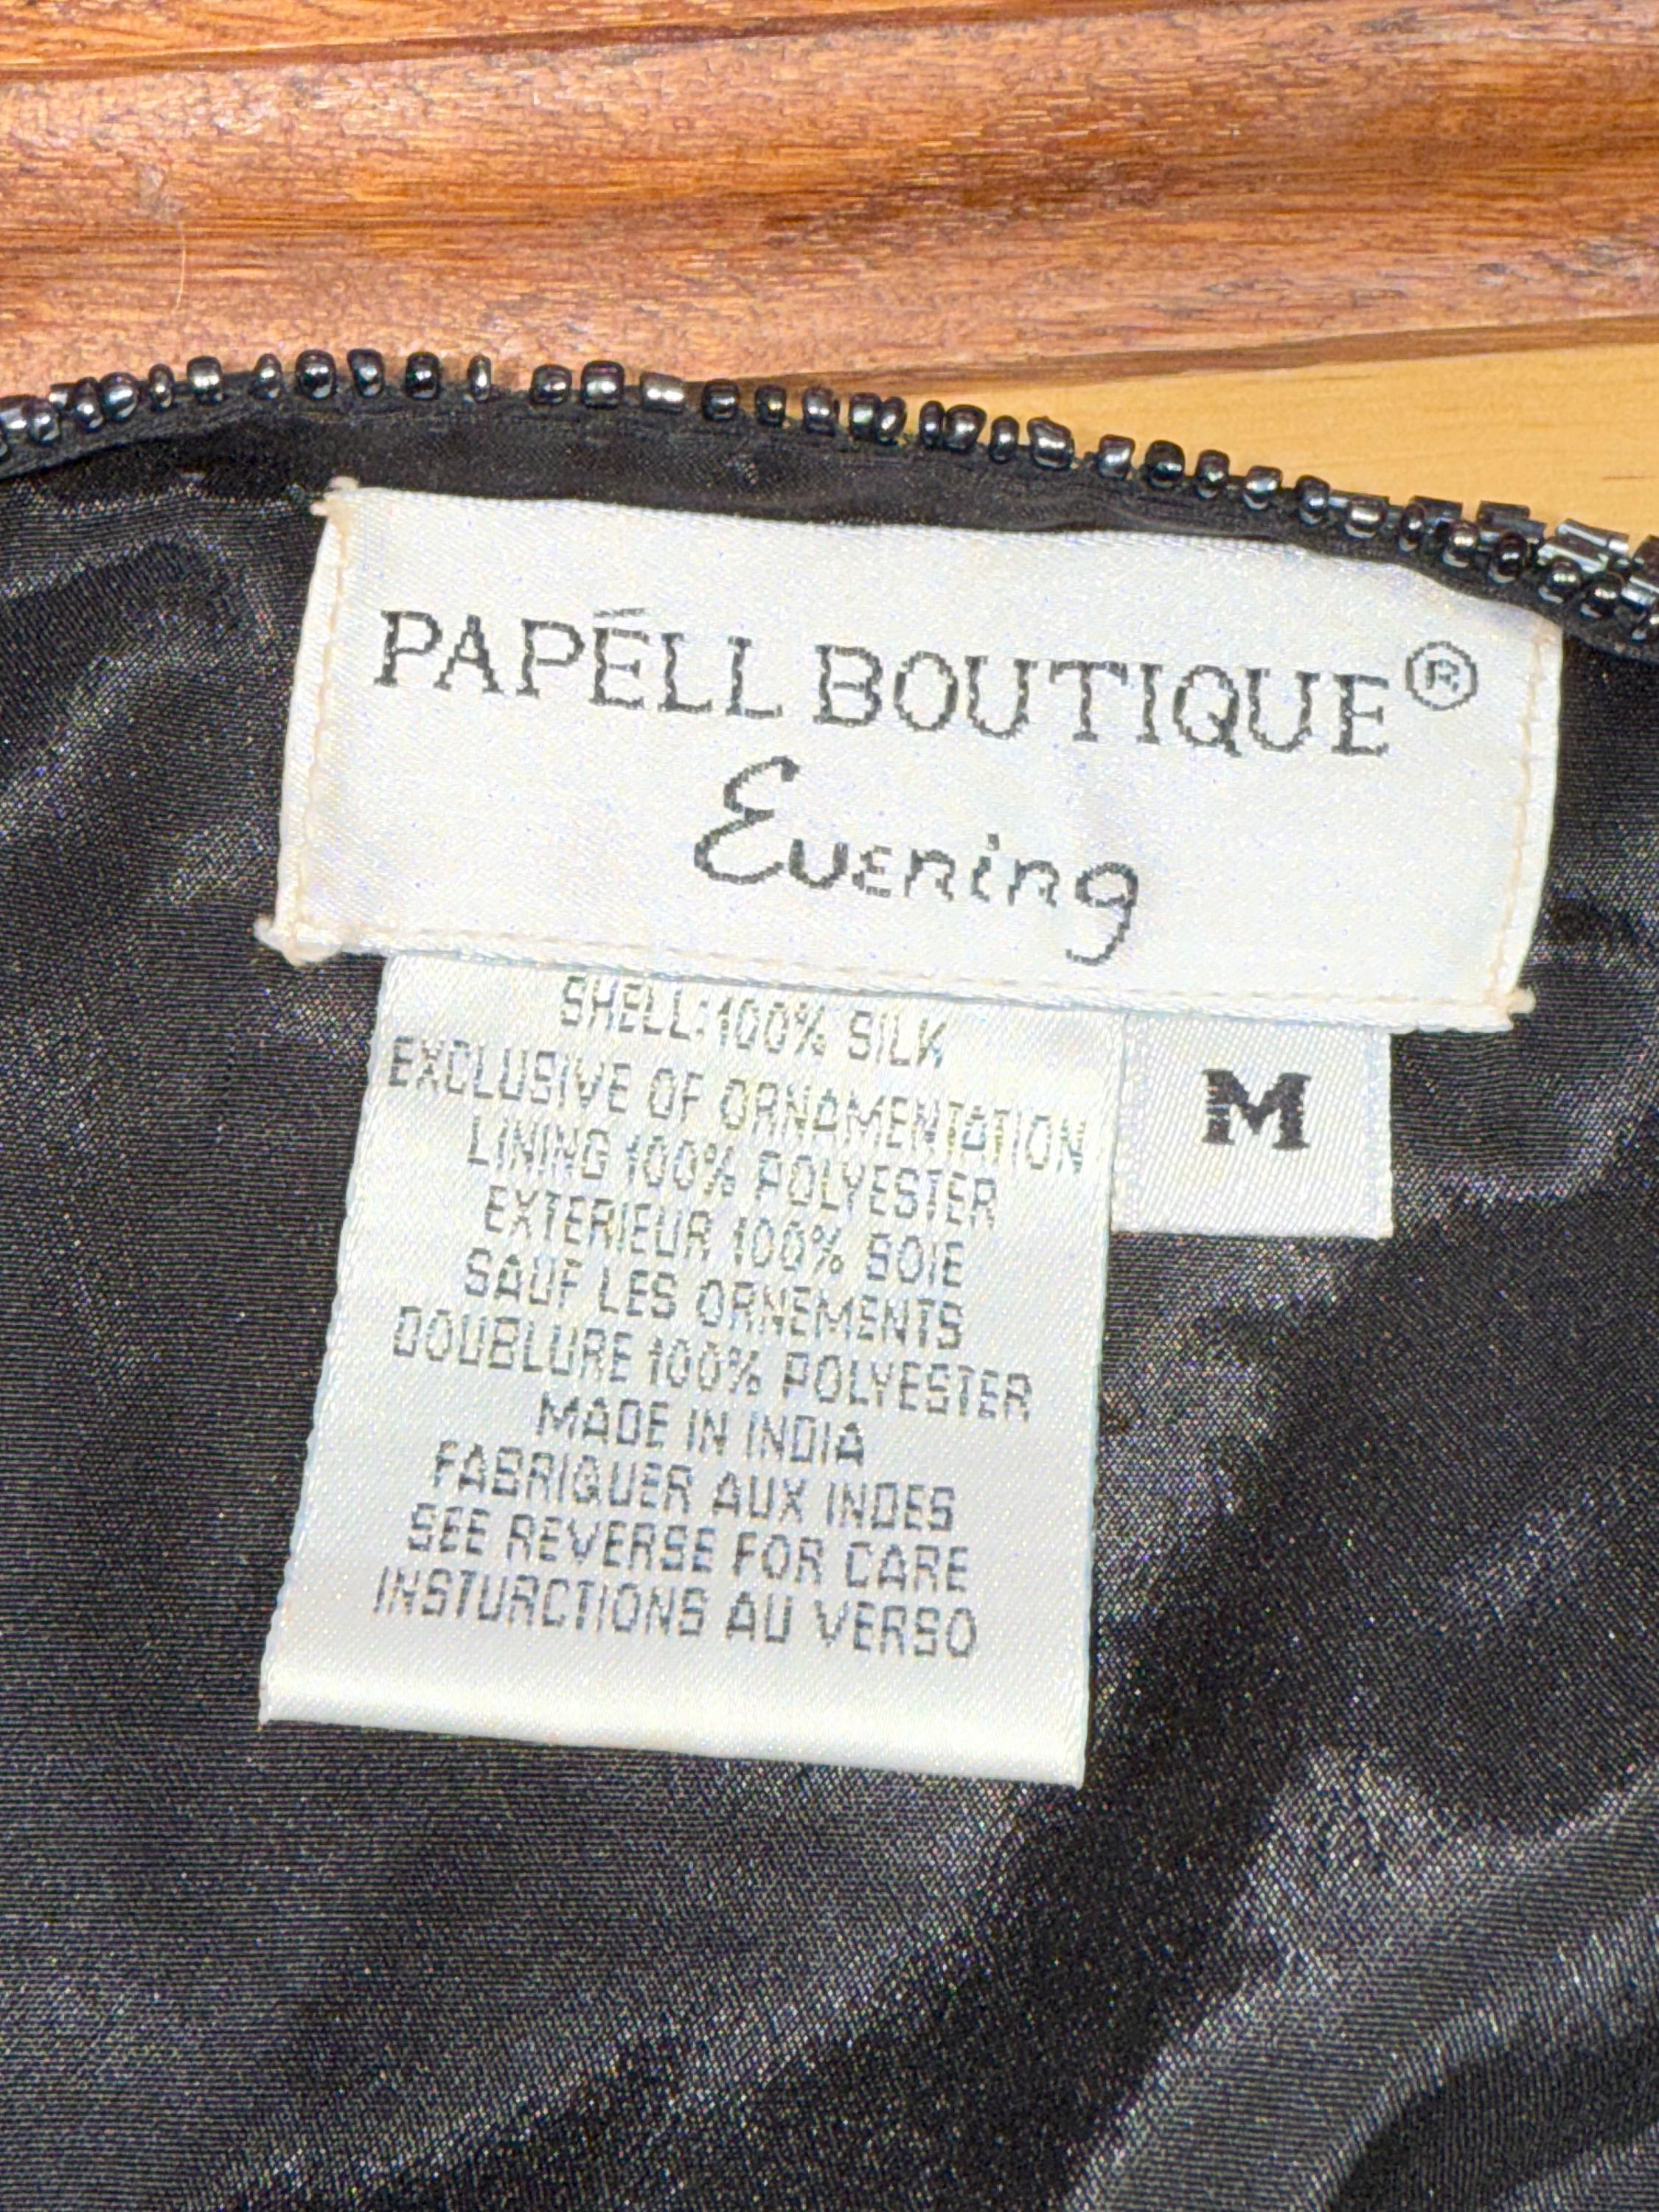 PAPÉLL BOUTIQUE®
Evening
SHELL:100% SILK
EXCLUSIVE OF ORNAMENTATION
LINING 100% POLYESTER
EXTERIEUR 100% SOIE
SAUF LES ORNEMENTS
DOUBLURE 100% POLYESTER
MADE IN INDIA
FABRIQUER AUX INDES
SEE REVERSE FOR CARE
INSTURCTIONS AU VERSO
M